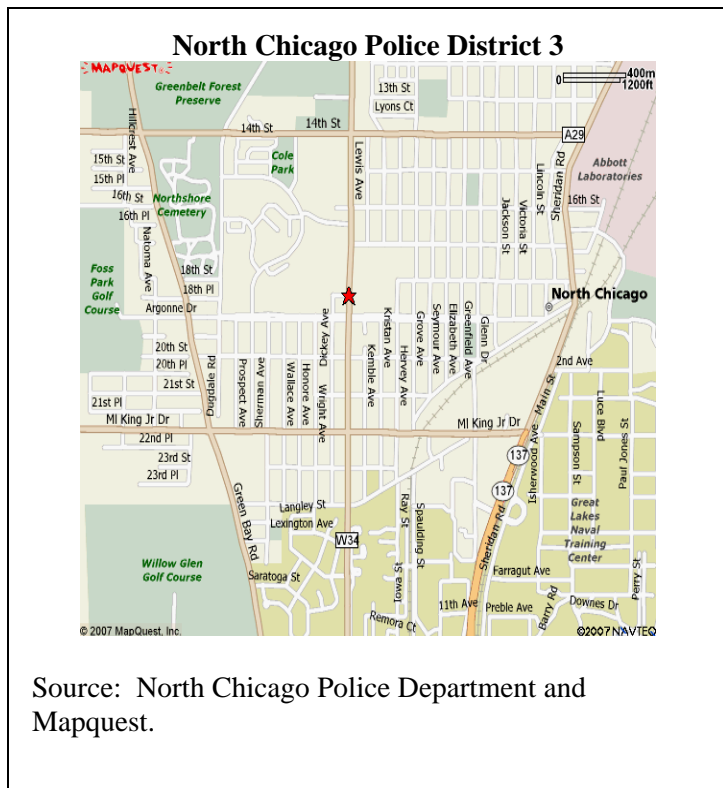 North Chicago Police District 3
MAPQUEST
400m
0
1200ft
Greenbelt Forest
Preserve
13th St
Lyons Ct
Hillcrest Ave
14th St
14th St
A29
15th St
15th Pl
16th St
16th Pl
Northshore
Cemetery
Cole
Park
Lewis Ave
Lincoln St
Sheridan Rd
Abbott
Laboratories
16th St
Victoria St
Jackson St
Natoma Ave
18th St
18th Pl
Foss
Park
Golf
Course
Argonne Dr
North Chicago
Dickey Ave
Kristan Ave
Grove Ave
Seymour Ave
Elizabeth Ave
Greenfield Ave
Glenn Dr
20th St
20th Pl
21st St
21st Pl
Dugdale Rd
Prospect Ave
Sherman Ave
Wallace Ave
Honore Ave
Wright Ave
Kemble Ave
Hervey Ave
2nd Ave
Main St
Luce Blvd
Paul Jones St
Sampson St
Isherwood Ave
Ml King Jr Dr
Ml King Jr Dr
22nd Pl
23rd St
23rd Pl
137
137
Green Bay Rd
Langley St
Lexington Ave
W34
Ray St
Spaulding St
Sheridan Rd
Great
Lakes
Naval
Training
Center
Willow Glen
Golf Course
Saratoga St
Iowa St
Farragut Ave
11th Ave
Preble Ave
Barry Rd
Downes Dr
Perry St
Remora Ct
© 2007 MapQuest, Inc.
©2007 NAVTEQ
Source: North Chicago Police Department and
Mapquest.